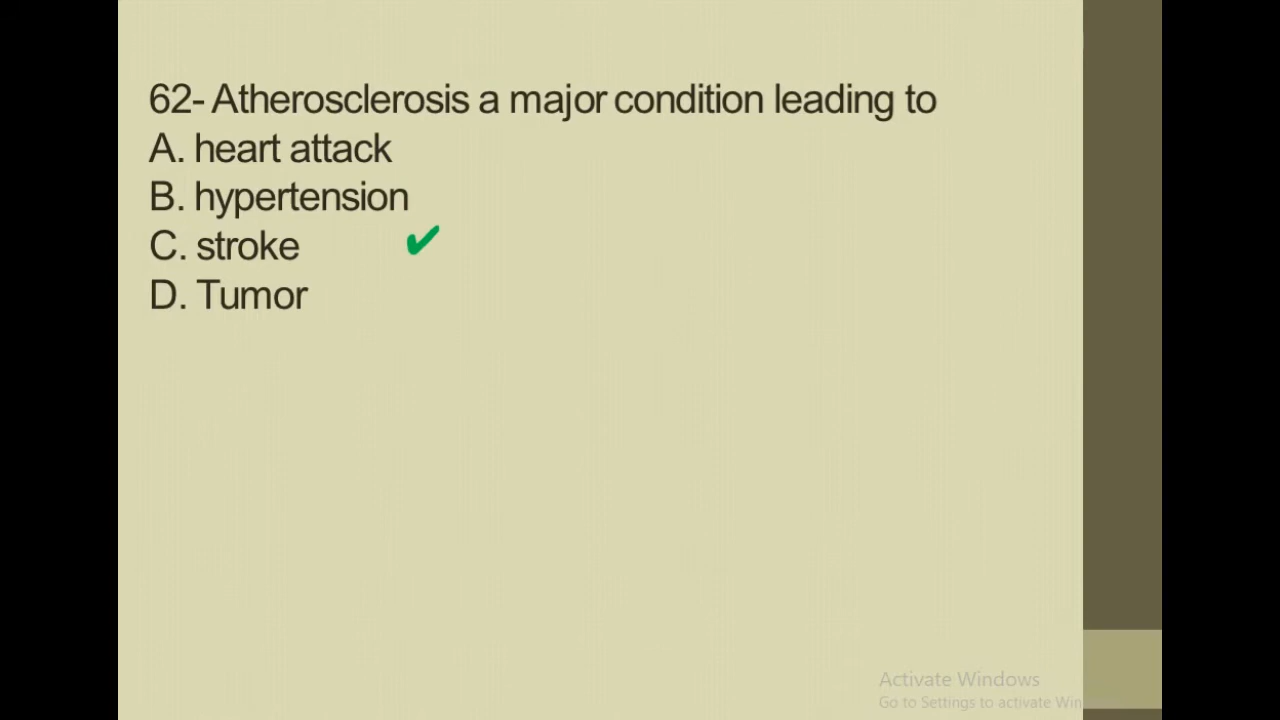 62- Atherosclerosis a major condition leading to
A. heart attack
B. hypertension
C. stroke ✔
D. Tumor
Activate Windows
Go to Settings to activate Win